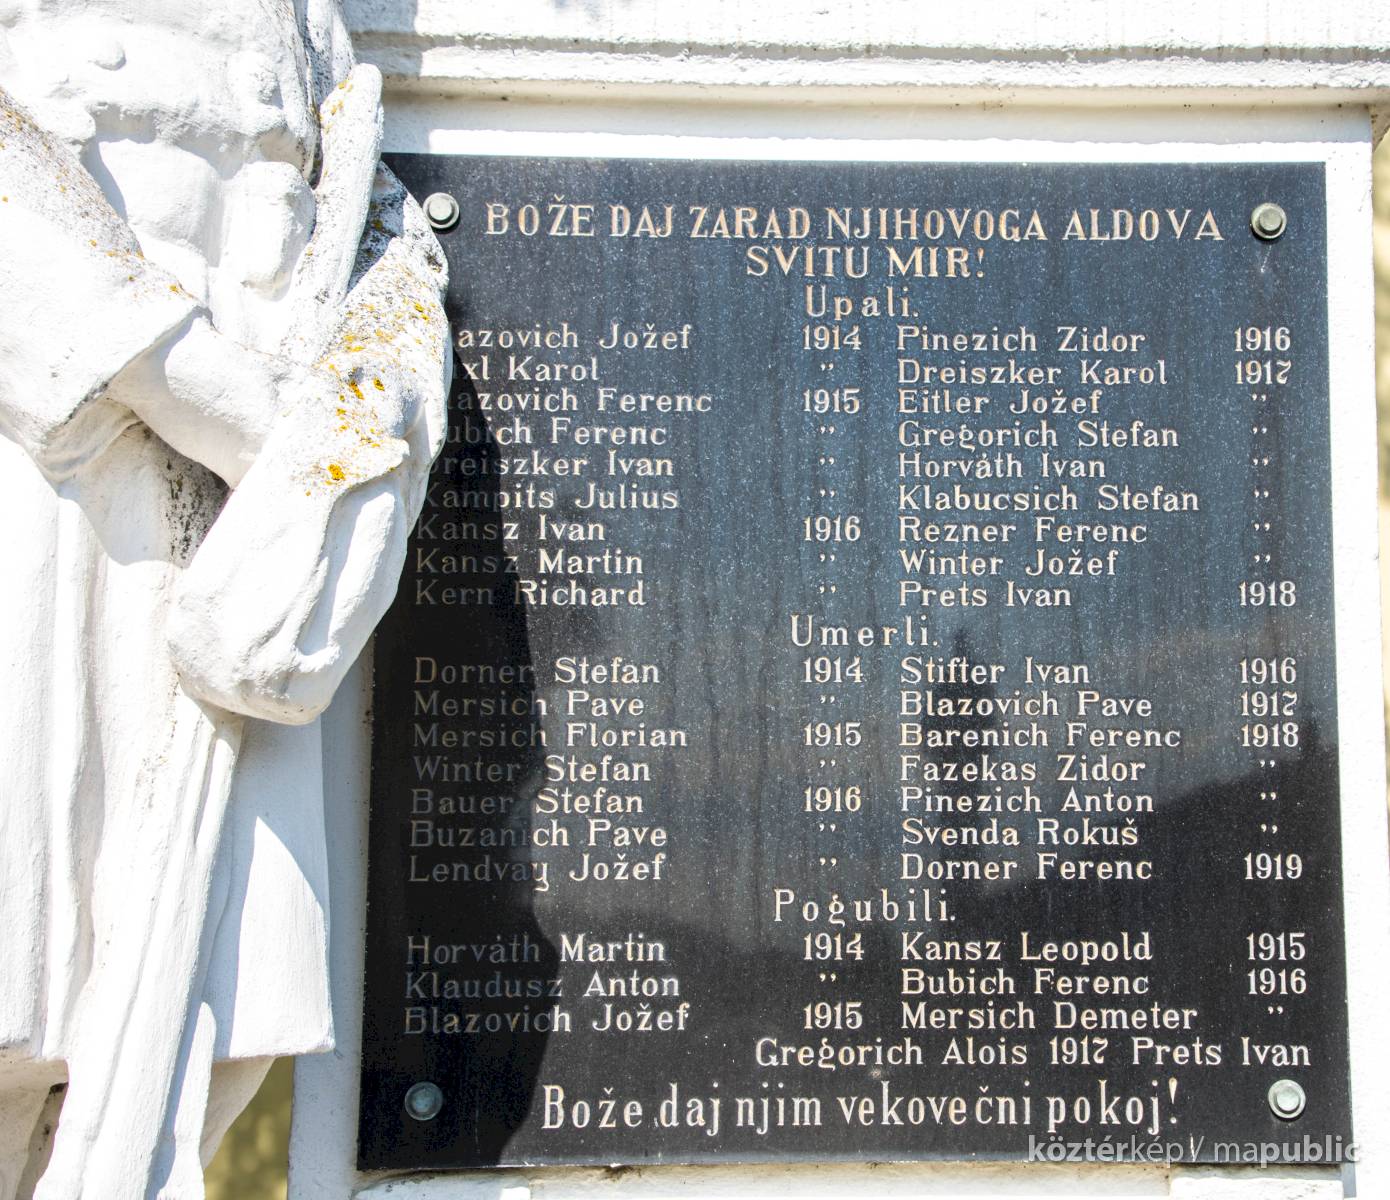 BOŽE DAJ ZARAD NJIHOVOGA ALDOVA
SVITU MIR!
Upali.
lazovich Jožef 1914 Pinezich Zidor 1916
xl Karol " Dreiszker Karol 1917
lazovich Ferenc 1915 Eitler Jožef "
Bubich Ferenc " Gregorich Stefan "
Dreiszker Ivan " Horváth Ivan "
Kampits Julius " Klabucsich Stefan "
Kansz Ivan 1916 Rezner Ferenc "
Kansz Martin " Winter Jožef "
Kern Richard " Prets Ivan 1918
Umerli.
Dorner Stefan 1914 Stifter Ivan 1916
Mersich Pave " Blazovich Pave 1917
Mersich Florian 1915 Barenich Ferenc 1918
Winter Stefan " Fazekas Zidor "
Bauer Stefan 1916 Pinezich Anton "
Buzanich Pave " Svenda Rokuš "
Lendvay Jožef " Dorner Ferenc 1919
Pogubili.
Horváth Martin 1914 Kansz Leopold 1915
Klaudusz Anton " Bubich Ferenc 1916
Blazovich Jožef 1915 Mersich Demeter "
Gregorich Alois 1917 Prets Ivan
Bože daj njim vekovečni pokoj!
köztérkép / mapublic